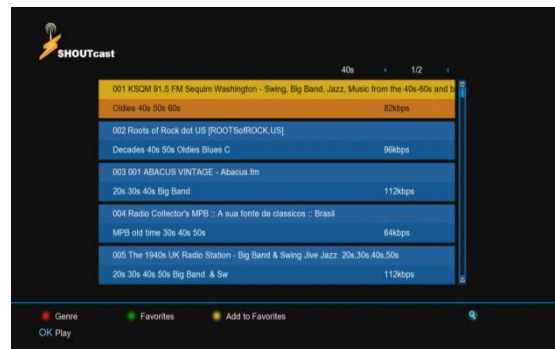 SHOUTcast
40s 1/2
001 KSQM 91.5 FM Sequim Washington - Swing, Big Band, Jazz, Music from the 40s-60s and b
Oldies 40s 50s 60s 82kbps
002 Roots of Rock dot US [ROOTSofROCK.US]
Decades 40s 50s Oldies Blues C 96kbps
003 001 ABACUS VINTAGE - Abacus.fm
20s 30s 40s Big Band 112kbps
004 Radio Collector's MPB :: A sua fonte de classicos :: Brasil
MPB old time 30s 40s 50s 64kbps
005 The 1940s UK Radio Station - Big Band & Swing Jive Jazz 20s,30s,40s,50s
20s 30s 40s 50s Big Band & Sw 112kbps
Genre Favorites Add to Favorites
OK Play